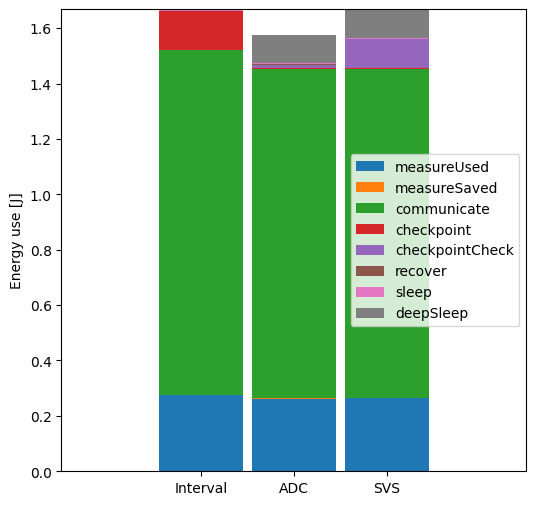 1.6
1.4
1.2
1.0
0.8
0.6
0.4
0.2
0.0
Energy use [J]
measureUsed
measureSaved
communicate
checkpoint
checkpointCheck
recover
sleep
deepSleep
Interval
ADC
SVS